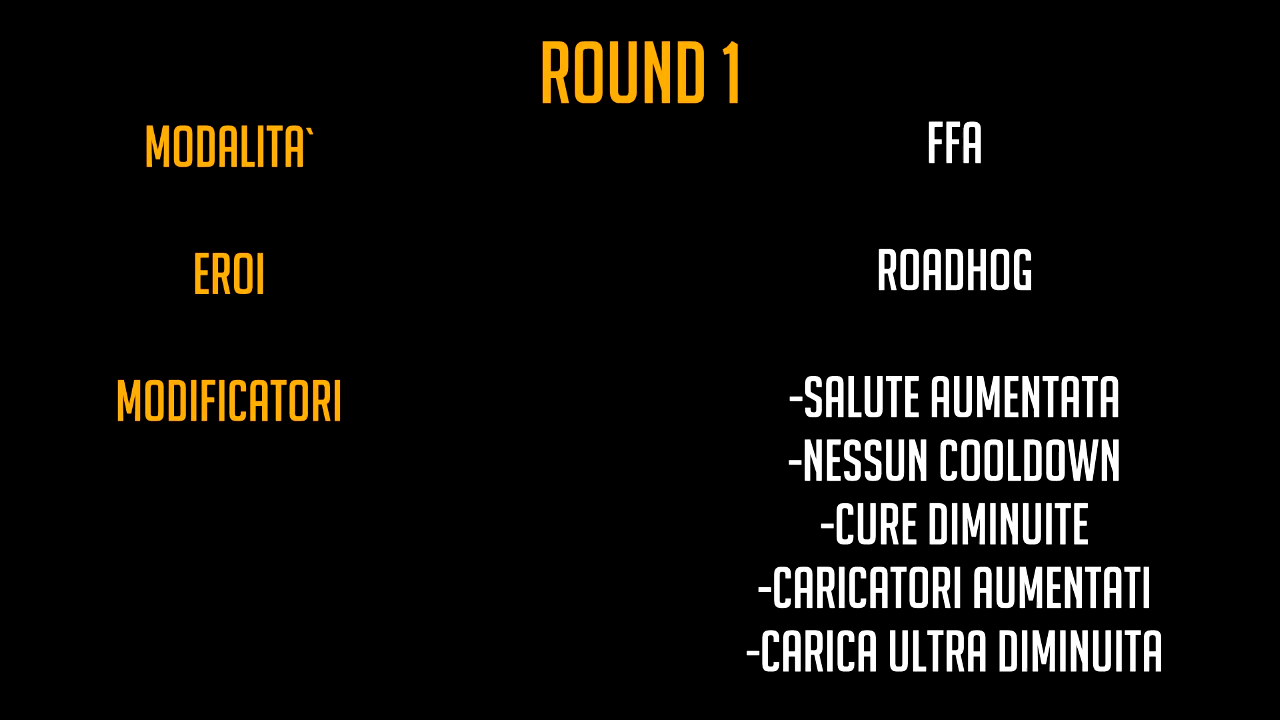 ROUND 1
MODALITA` FFA
EROI ROADHOG
MODIFICATORI -SALUTE AUMENTATA
-NESSUN COOLDOWN
-CURE DIMINUITE
-CARICATORI AUMENTATI
-CARICA ULTRA DIMINUITA